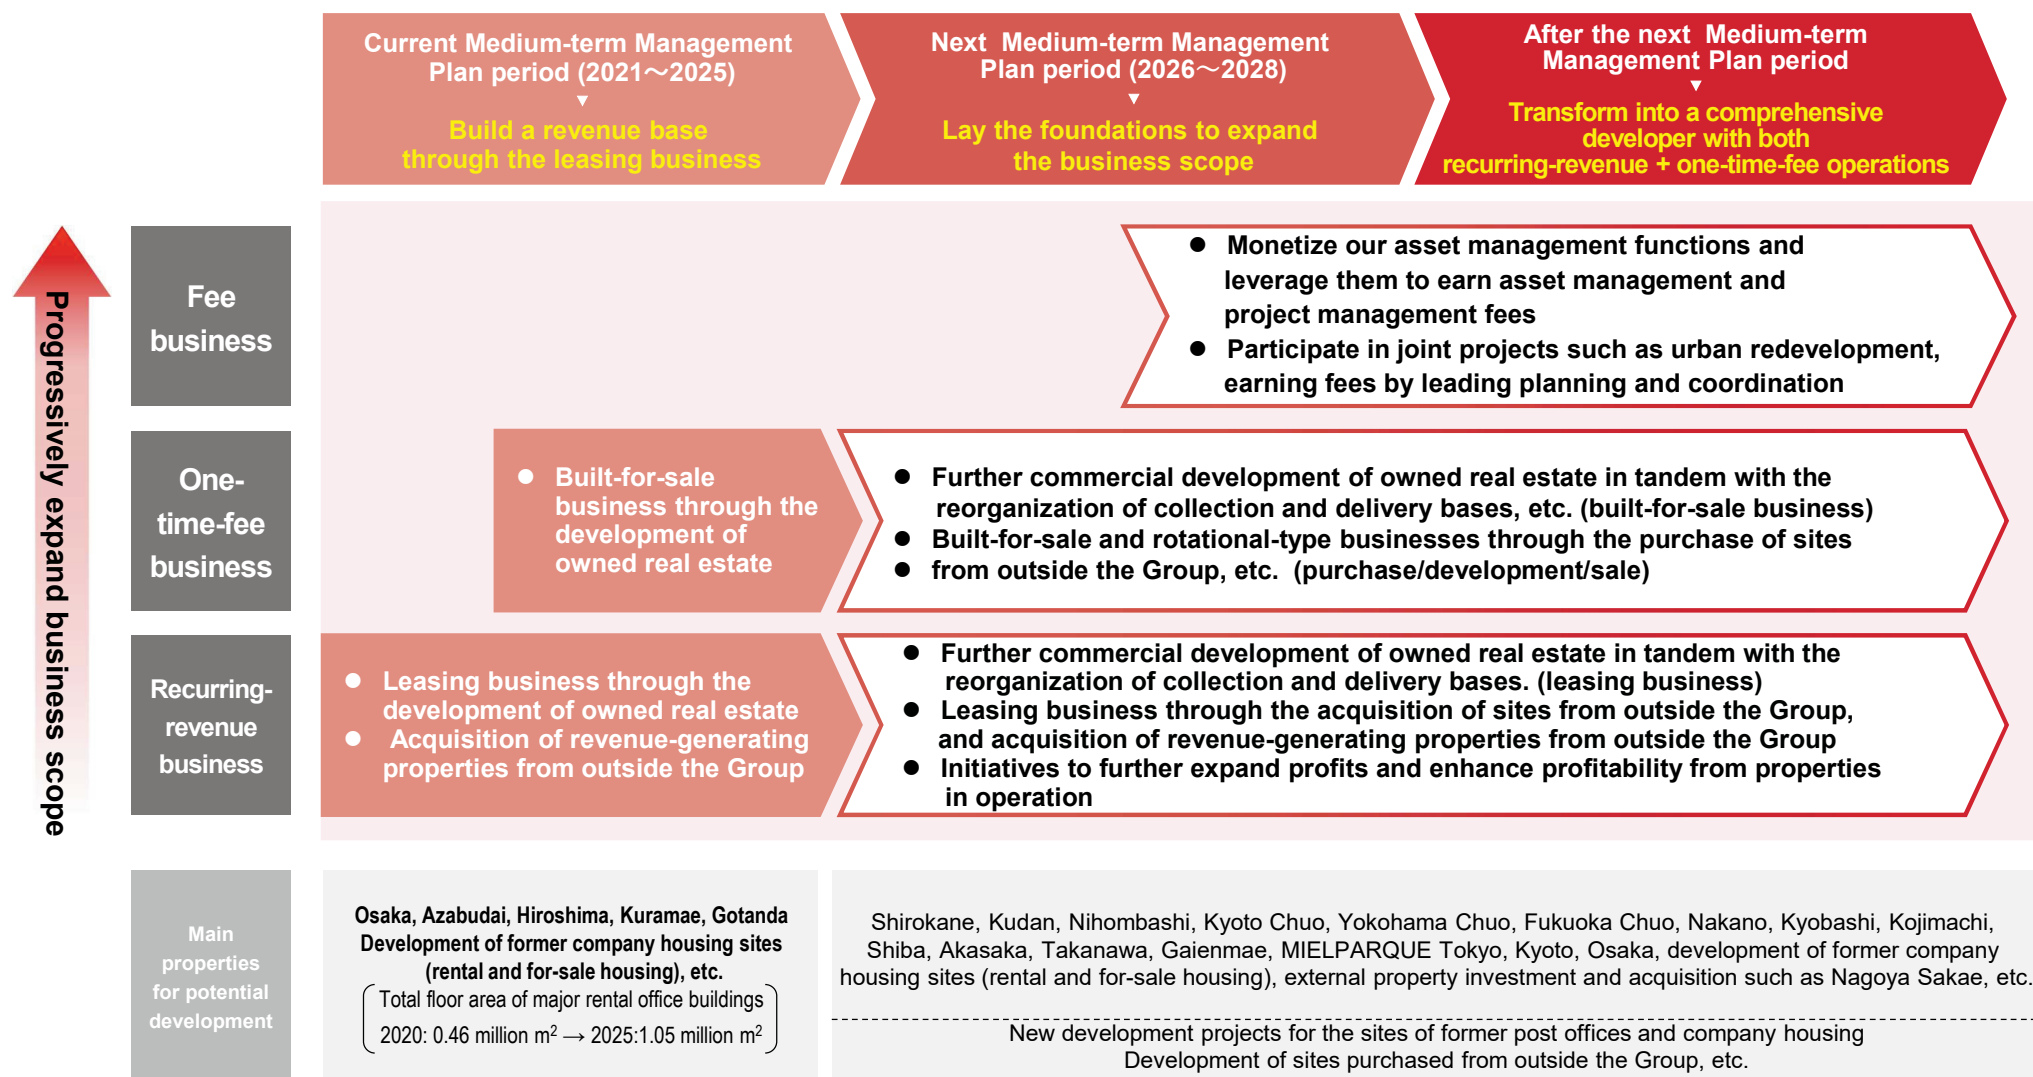 Current Medium-term Management
Plan period (2021～2025)
▼
Build a revenue base
through the leasing business
Next Medium-term Management
Plan period (2026～2028)
▼
Lay the foundations to expand
the business scope
After the next Medium-term
Management Plan period
▼
Transform into a comprehensive
developer with both
recurring-revenue + one-time-fee operations
Progressively expand business scope
Fee
business
● Monetize our asset management functions and
leverage them to earn asset management and
project management fees
● Participate in joint projects such as urban redevelopment,
earning fees by leading planning and coordination
One-
time-fee
business
● Built-for-sale
business through the
development of
owned real estate
● Further commercial development of owned real estate in tandem with the
reorganization of collection and delivery bases, etc. (built-for-sale business)
● Built-for-sale and rotational-type businesses through the purchase of sites
● from outside the Group, etc. (purchase/development/sale)
Recurring-
revenue
business
● Leasing business through the
development of owned real estate
● Acquisition of revenue-generating
properties from outside the Group
● Further commercial development of owned real estate in tandem with the
reorganization of collection and delivery bases. (leasing business)
● Leasing business through the acquisition of sites from outside the Group,
and acquisition of revenue-generating properties from outside the Group
● Initiatives to further expand profits and enhance profitability from properties
in operation
Main
properties
for potential
development
Osaka, Azabudai, Hiroshima, Kuramae, Gotanda
Development of former company housing sites
(rental and for-sale housing), etc.
Total floor area of major rental office buildings
2020: 0.46 million m² → 2025:1.05 million m²
Shirokane, Kudan, Nihombashi, Kyoto Chuo, Yokohama Chuo, Fukuoka Chuo, Nakano, Kyobashi, Kojimachi,
Shiba, Akasaka, Takanawa, Gaienmae, MIELPARQUE Tokyo, Kyoto, Osaka, development of former company
housing sites (rental and for-sale housing), external property investment and acquisition such as Nagoya Sakae, etc.
New development projects for the sites of former post offices and company housing
Development of sites purchased from outside the Group, etc.